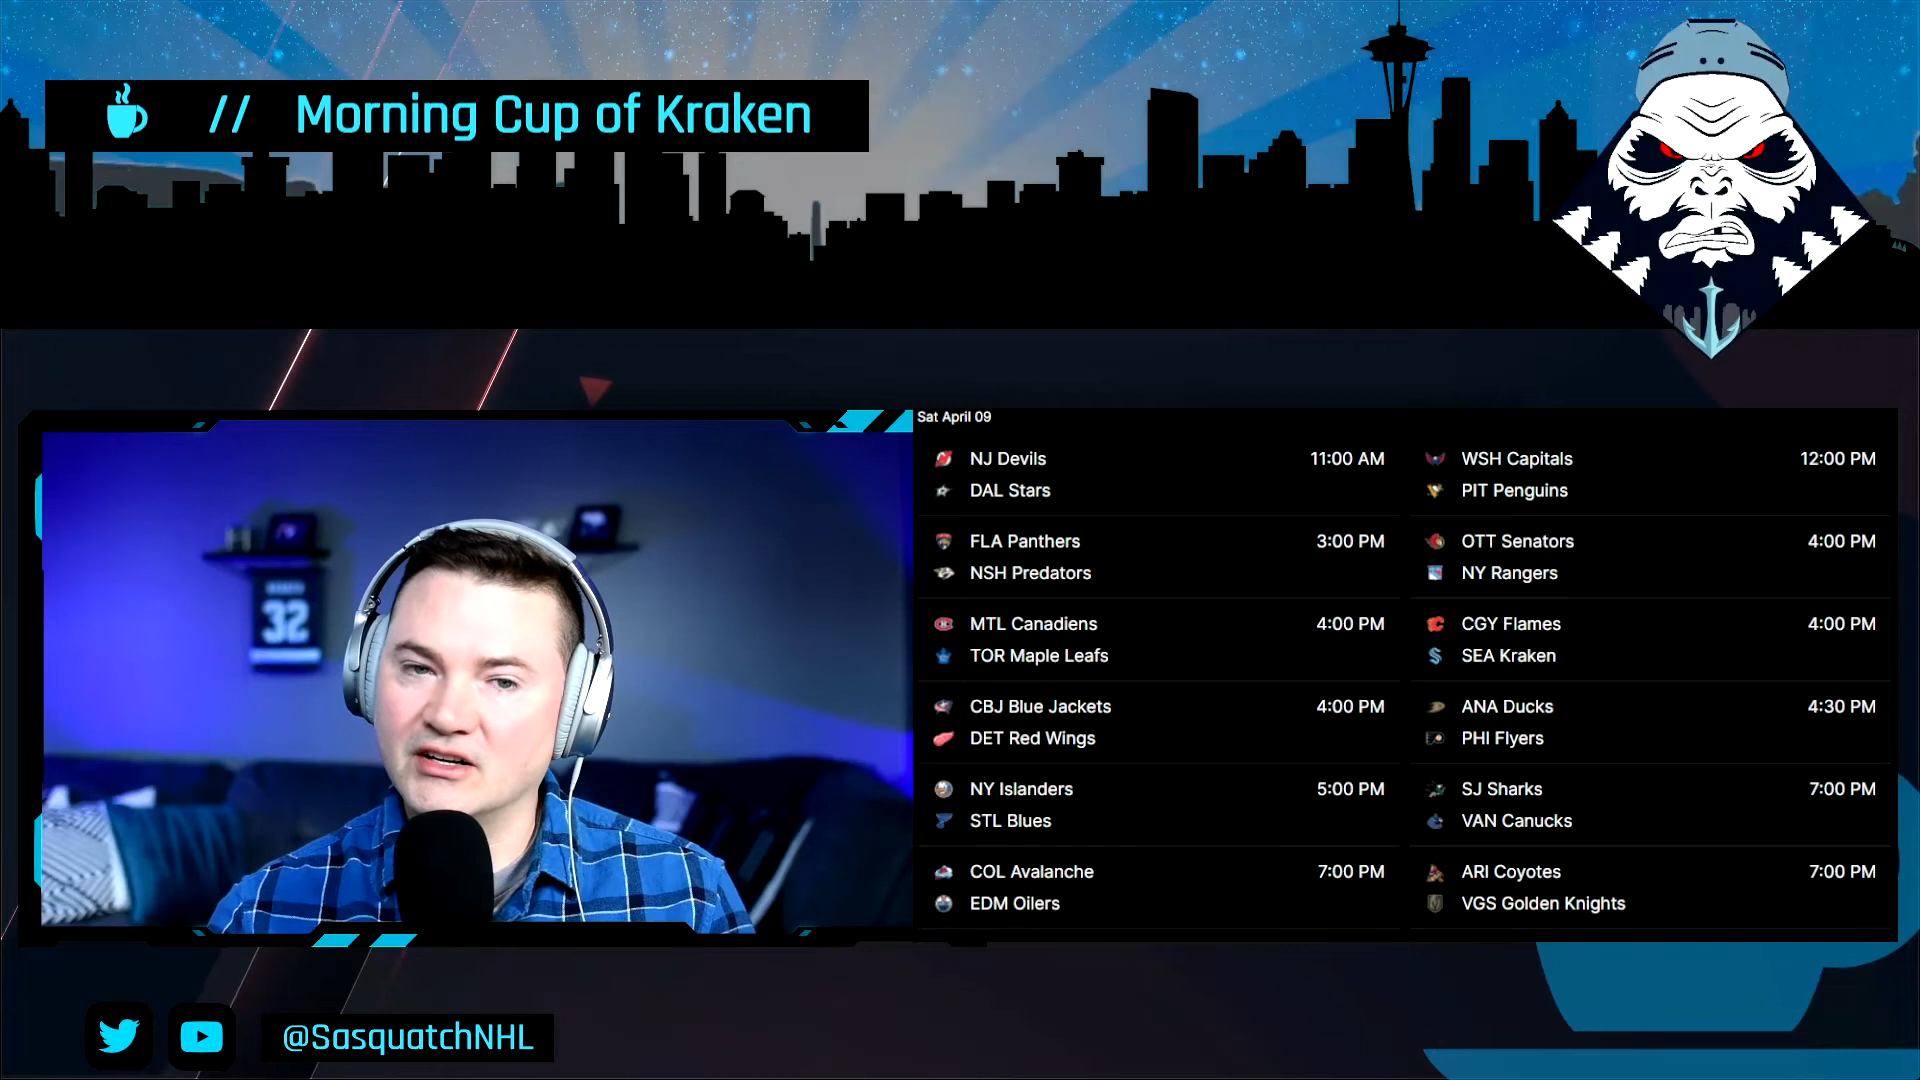 // Morning Cup of Kraken
Sat April 09
NJ Devils 11:00 AM
DAL Stars
WSH Capitals 12:00 PM
PIT Penguins
FLA Panthers 3:00 PM
NSH Predators
OTT Senators 4:00 PM
NY Rangers
MTL Canadiens 4:00 PM
TOR Maple Leafs
CGY Flames 4:00 PM
SEA Kraken
CBJ Blue Jackets 4:00 PM
DET Red Wings
ANA Ducks 4:30 PM
PHI Flyers
NY Islanders 5:00 PM
STL Blues
SJ Sharks 7:00 PM
VAN Canucks
COL Avalanche 7:00 PM
EDM Oilers
ARI Coyotes 7:00 PM
VGS Golden Knights
32
@SasquatchNHL